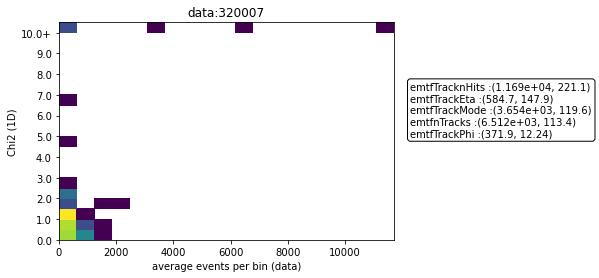 data:320007
10.0+
9.0
8.0
7.0
6.0
5.0
4.0
3.0
2.0
1.0
0.0
Chi2 (1D)
0
2000
4000
6000
8000
10000
average events per bin (data)
emtfTracknHits :(1.169e+04, 221.1)
emtfTrackEta :(584.7, 147.9)
emtfTrackMode :(3.654e+03, 119.6)
emtfnTracks :(6.512e+03, 113.4)
emtfTrackPhi :(371.9, 12.24)